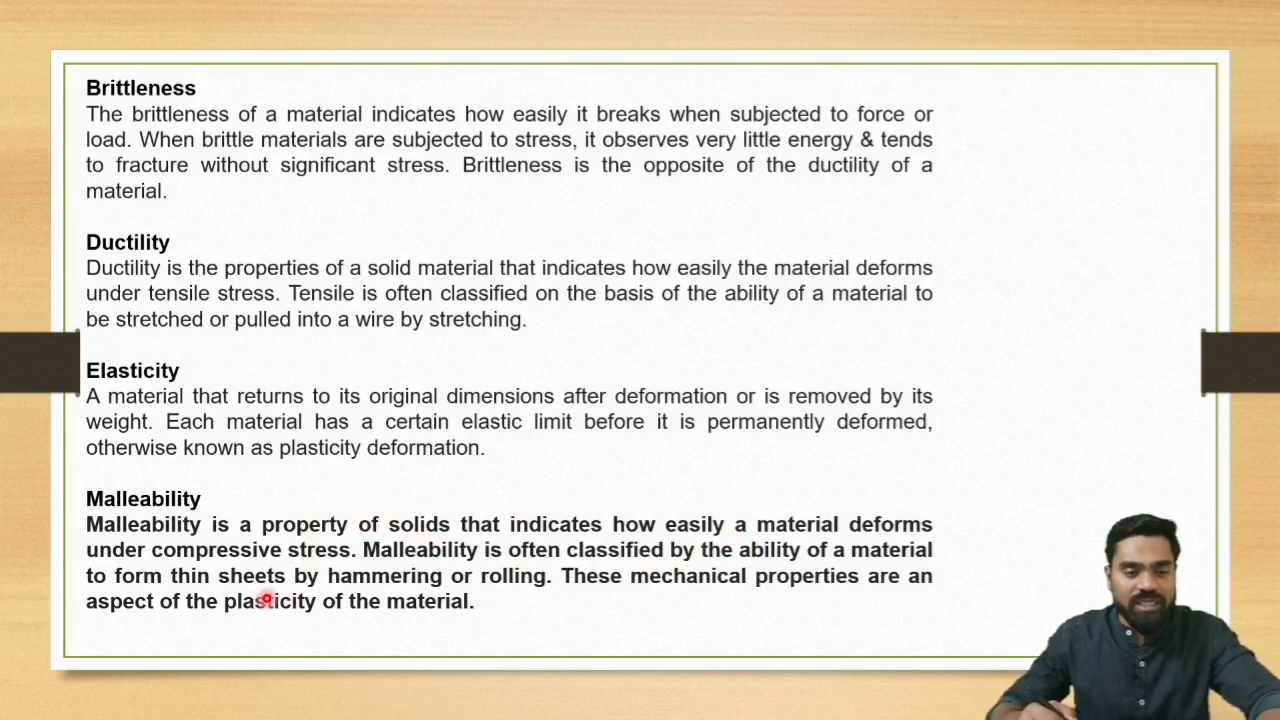 Brittleness
The brittleness of a material indicates how easily it breaks when subjected to force or
load. When brittle materials are subjected to stress, it observes very little energy & tends
to fracture without significant stress. Brittleness is the opposite of the ductility of a
material.
Ductility
Ductility is the properties of a solid material that indicates how easily the material deforms
under tensile stress. Tensile is often classified on the basis of the ability of a material to
be stretched or pulled into a wire by stretching.
Elasticity
A material that returns to its original dimensions after deformation or is removed by its
weight. Each material has a certain elastic limit before it is permanently deformed,
otherwise known as plasticity deformation.
Malleability
Malleability is a property of solids that indicates how easily a material deforms
under compressive stress. Malleability is often classified by the ability of a material
to form thin sheets by hammering or rolling. These mechanical properties are an
aspect of the plasticity of the material.